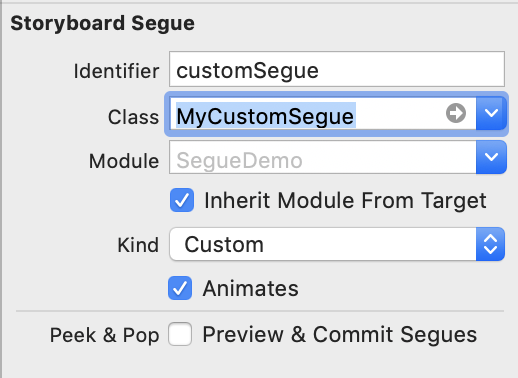 Storyboard Segue
Identifier customSegue
Class MyCustomSegue
Module SegueDemo
Inherit Module From Target
Kind Custom
Animates
Peek & Pop Preview & Commit Segues